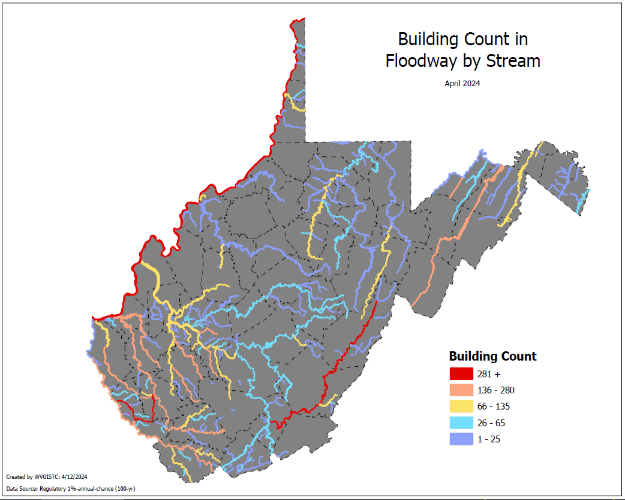 Building Count in
Floodway by Stream
April 2024
Building Count
281 +
136 - 280
66 - 135
26 - 65
1 - 25
Created by WVGISTC: 4/12/2024
Data Source: Regulatory 1%-annual-chance (100-yr)